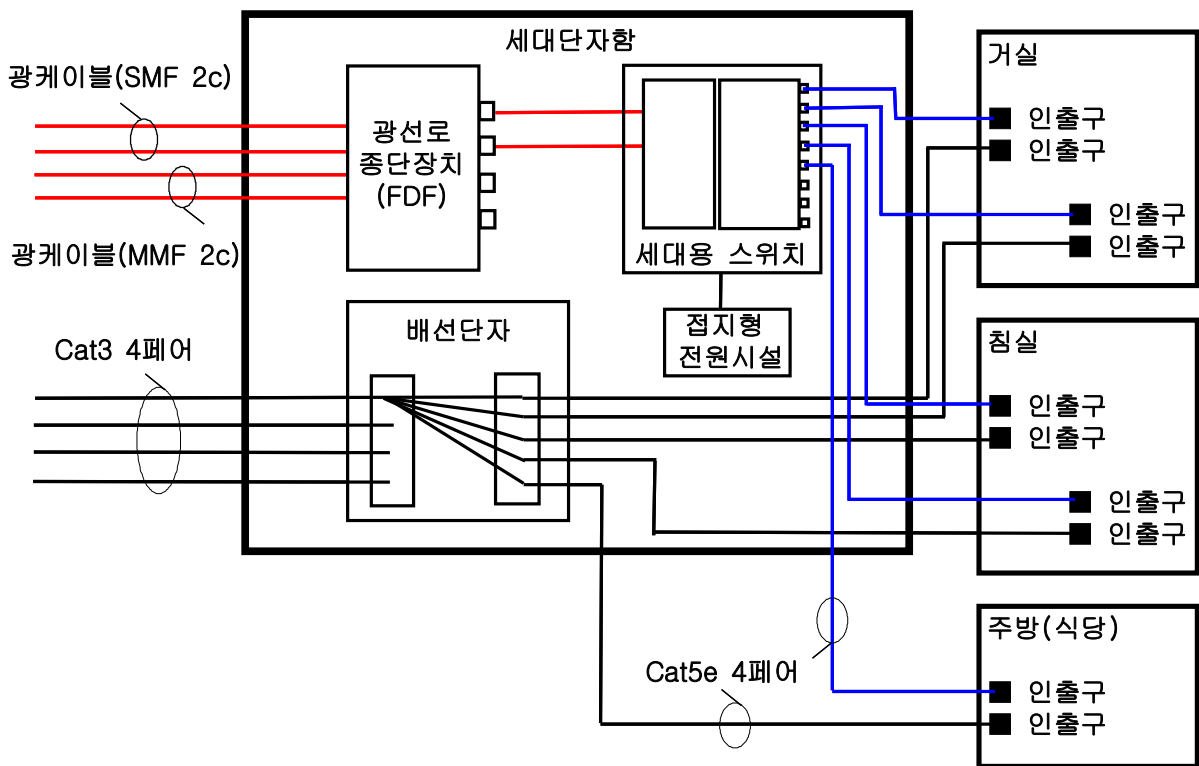 세대단자함
광케이블(SMF 2c)
광케이블(MMF 2c)
광선로
종단장치
(FDF)
세대용 스위치
접지형
전원시설
배선단자
Cat3 4페어
Cat5e 4페어
거실
인출구
인출구
인출구
인출구
침실
인출구
인출구
인출구
인출구
주방(식당)
인출구
인출구